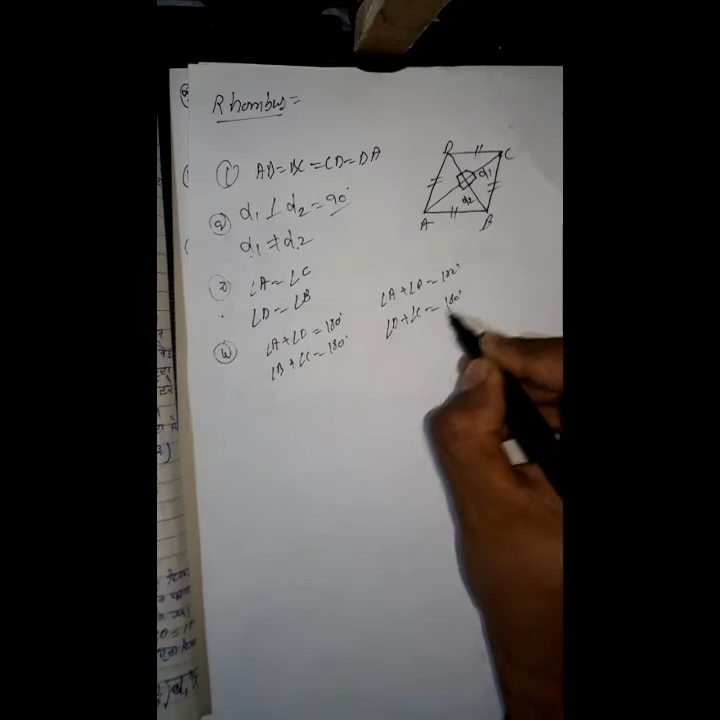 Rhombus =
① AB = BC = CD = DA
② d₁ ⊥ d₂ = 90°
d₁ ≠ d₂
③ ∠A = ∠C
∠D = ∠B
④ ∠A + ∠D = 180°
∠B + ∠C = 180°
∠A + ∠B = 180°
∠D + ∠C = 180°
D
C
d₁
d₂
A
B